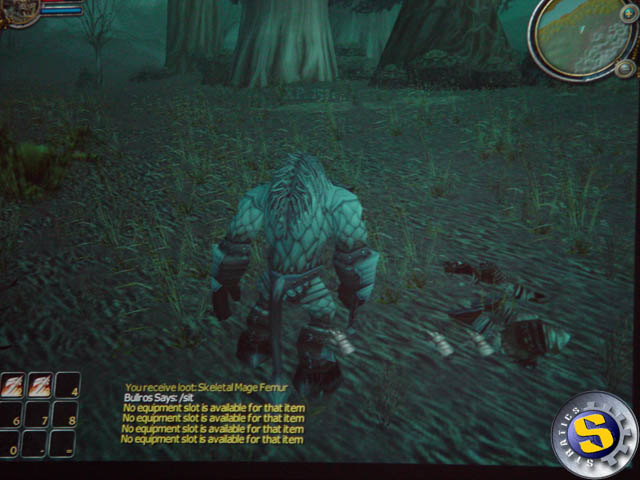 4
6 7 8
0 - =
You receive loot: Skeletal Mage Femur
Bullros Says: /sit
No equipment slot is available for that item
No equipment slot is available for that item
No equipment slot is available for that item
No equipment slot is available for that item
S
STRATICS